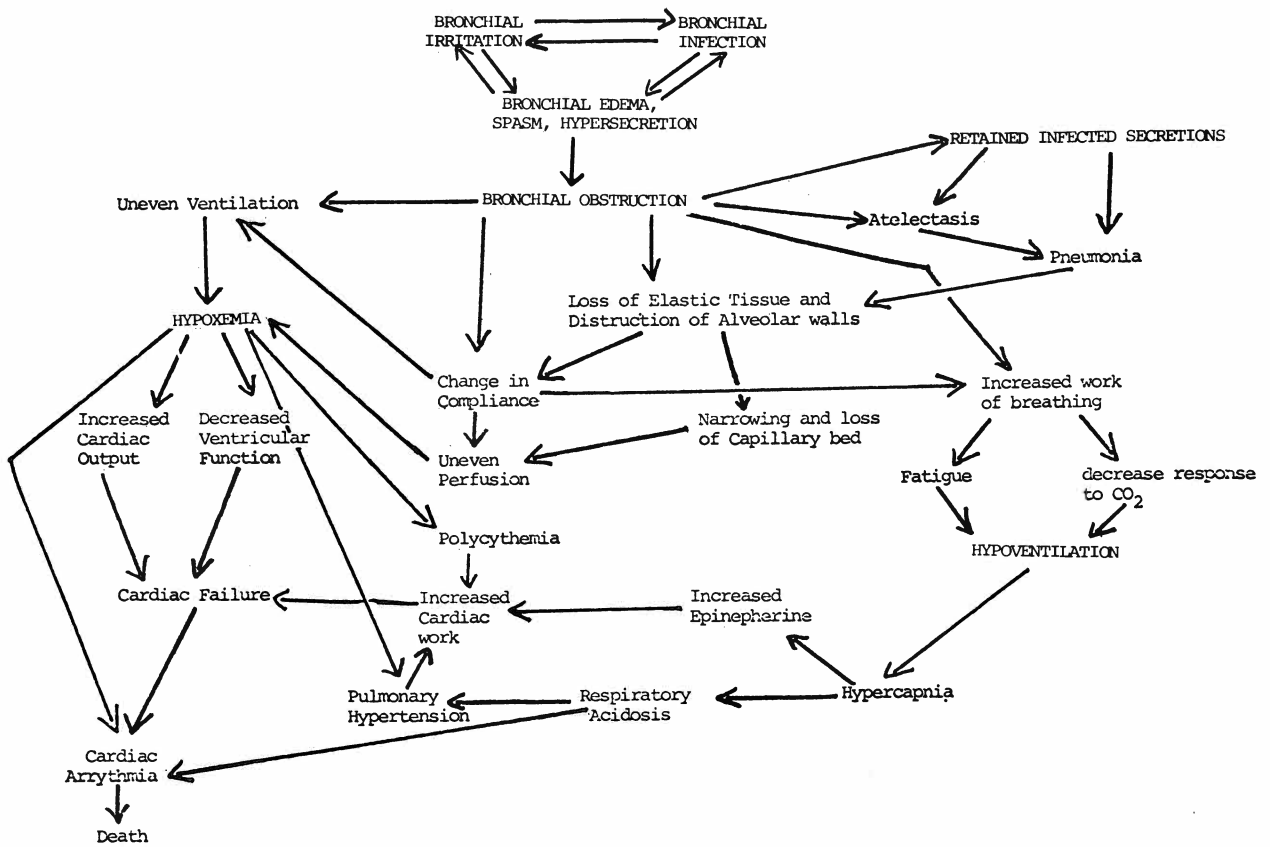 BRONCHIAL
IRRITATION
BRONCHIAL
INFECTION
BRONCHIAL EDEMA,
SPASM, HYPERSECRETION
RETAINED INFECTED SECRETIONS
Uneven Ventilation
BRONCHIAL OBSTRUCTION
Atelectasis
Pneumonia
Loss of Elastic Tissue and
Distruction of Alveolar walls
HYPOXEMIA
Change in
Compliance
Increased work
of breathing
Increased
Cardiac
Output
Decreased
Ventricular
Function
Narrowing and loss
of Capillary bed
Uneven
Perfusion
Fatigue
decrease response
to CO2
Polycythemia
HYPOVENTILATION
Cardiac Failure
Increased
Cardiac
work
Increased
Epinepherine
Pulmonary
Hypertension
Respiratory
Acidosis
Hypercapnia
Cardiac
Arrythmia
Death